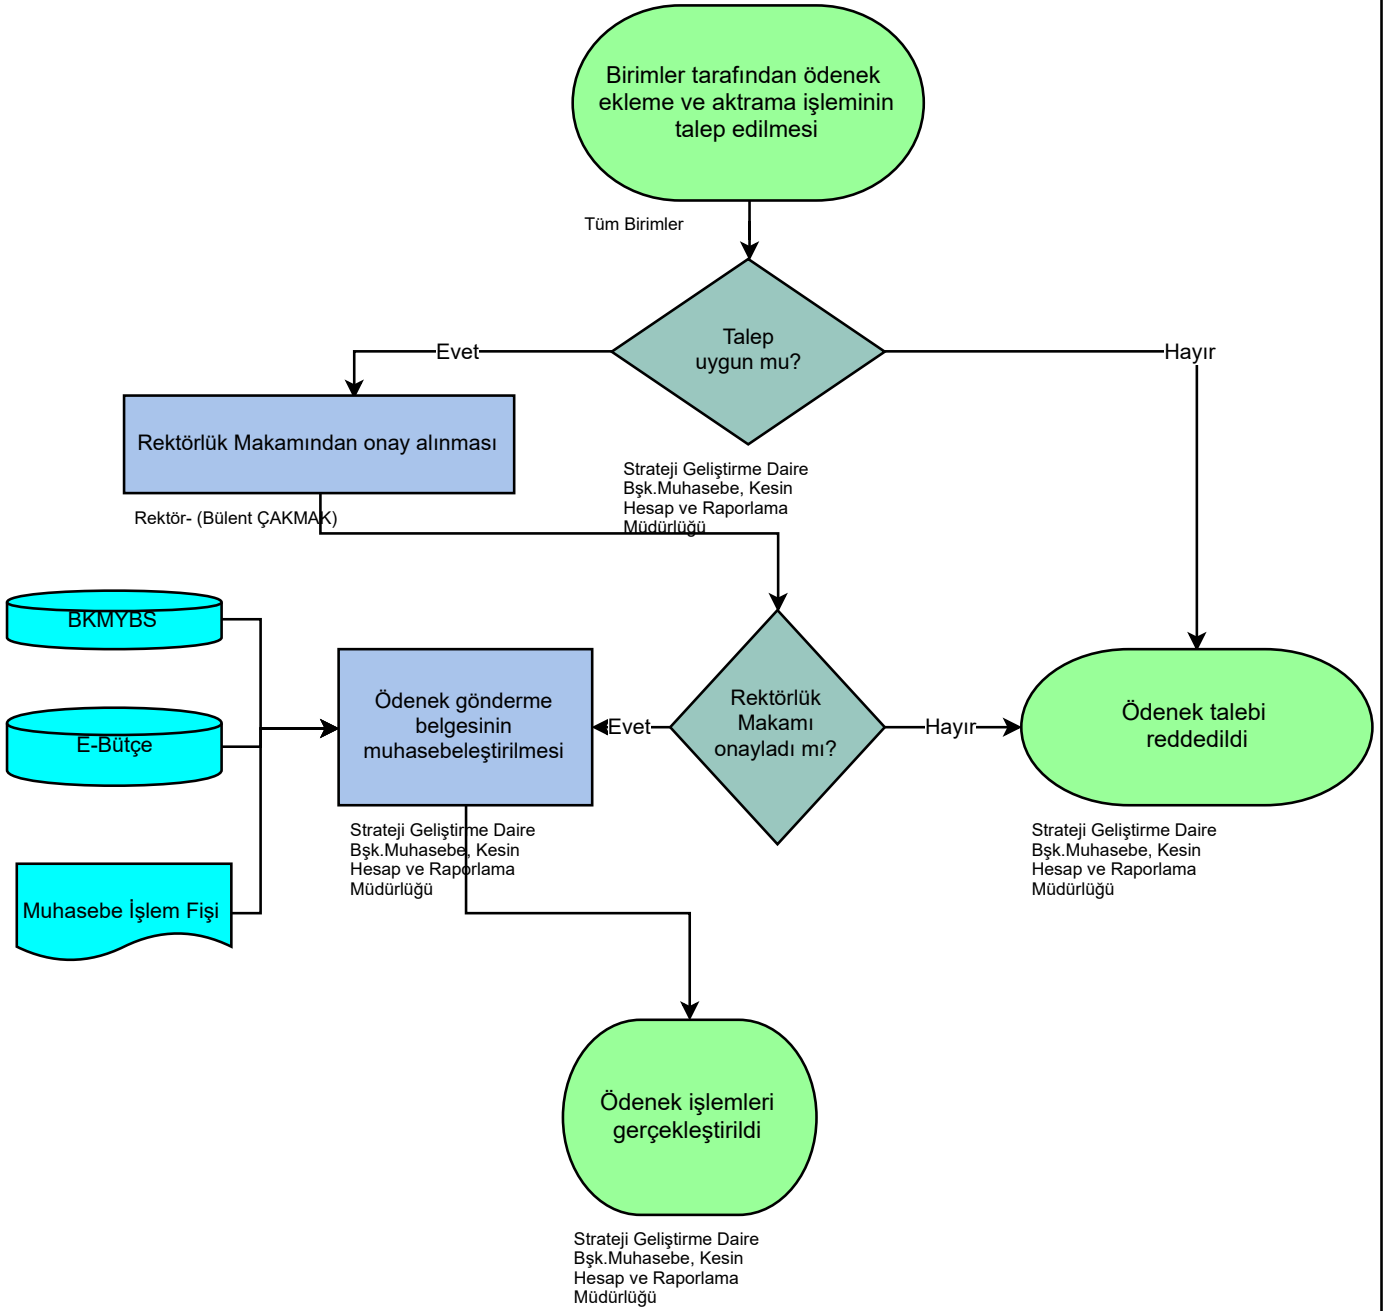 Birimler tarafından ödenek
ekleme ve aktrama işleminin
talep edilmesi
Tüm Birimler
Talep
uygun mu?
Evet
Hayır
Rektörlük Makamından onay alınması
Strateji Geliştirme Daire
Bşk.Muhasebe, Kesin
Hesap ve Raporlama
Müdürlüğü
Rektör- (Bülent ÇAKMAK)
BKMYBS
E-Bütçe
Muhasebe İşlem Fişi
Ödenek gönderme
belgesinin
muhasebeleştirilmesi
Evet
Rektörlük
Makamı
onayladı mı?
Hayır
Ödenek talebi
reddedildi
Strateji Geliştirme Daire
Bşk.Muhasebe, Kesin
Hesap ve Raporlama
Müdürlüğü
Strateji Geliştirme Daire
Bşk.Muhasebe, Kesin
Hesap ve Raporlama
Müdürlüğü
Ödenek işlemleri
gerçekleştirildi
Strateji Geliştirme Daire
Bşk.Muhasebe, Kesin
Hesap ve Raporlama
Müdürlüğü